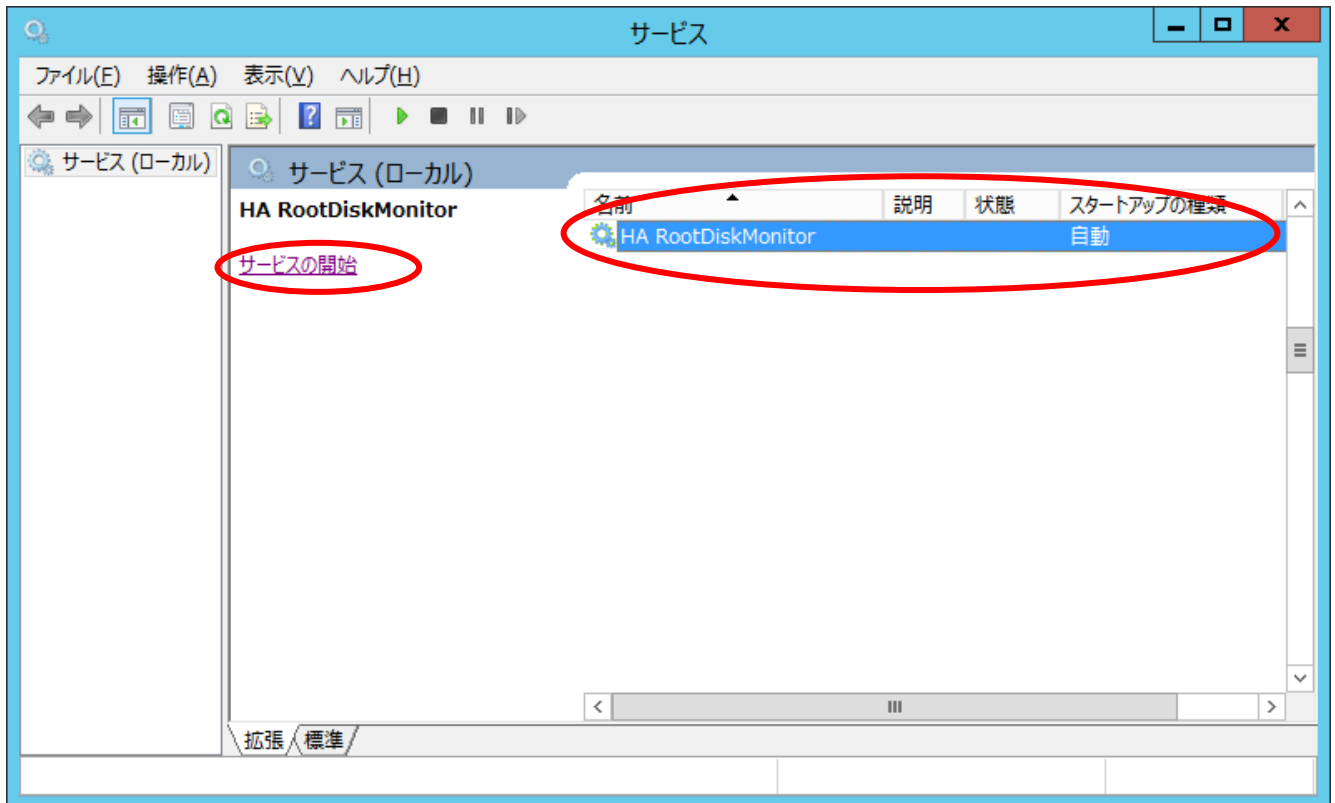 サービス
ファイル(F) 操作(A) 表示(V) ヘルプ(H)
サービス (ローカル)
サービス (ローカル)
HA RootDiskMonitor
サービスの開始
名前 説明 状態 スタートアップの種類
HA RootDiskMonitor 自動
拡張 標準